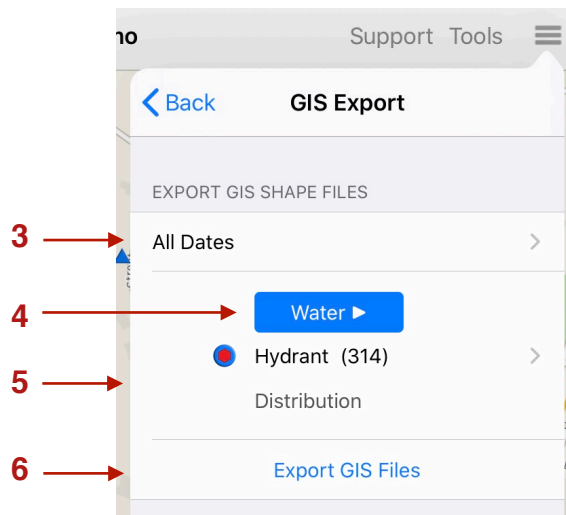 no Support Tools
Back GIS Export
EXPORT GIS SHAPE FILES
3 All Dates
4 Water
Hydrant (314)
5
Distribution
6 Export GIS Files